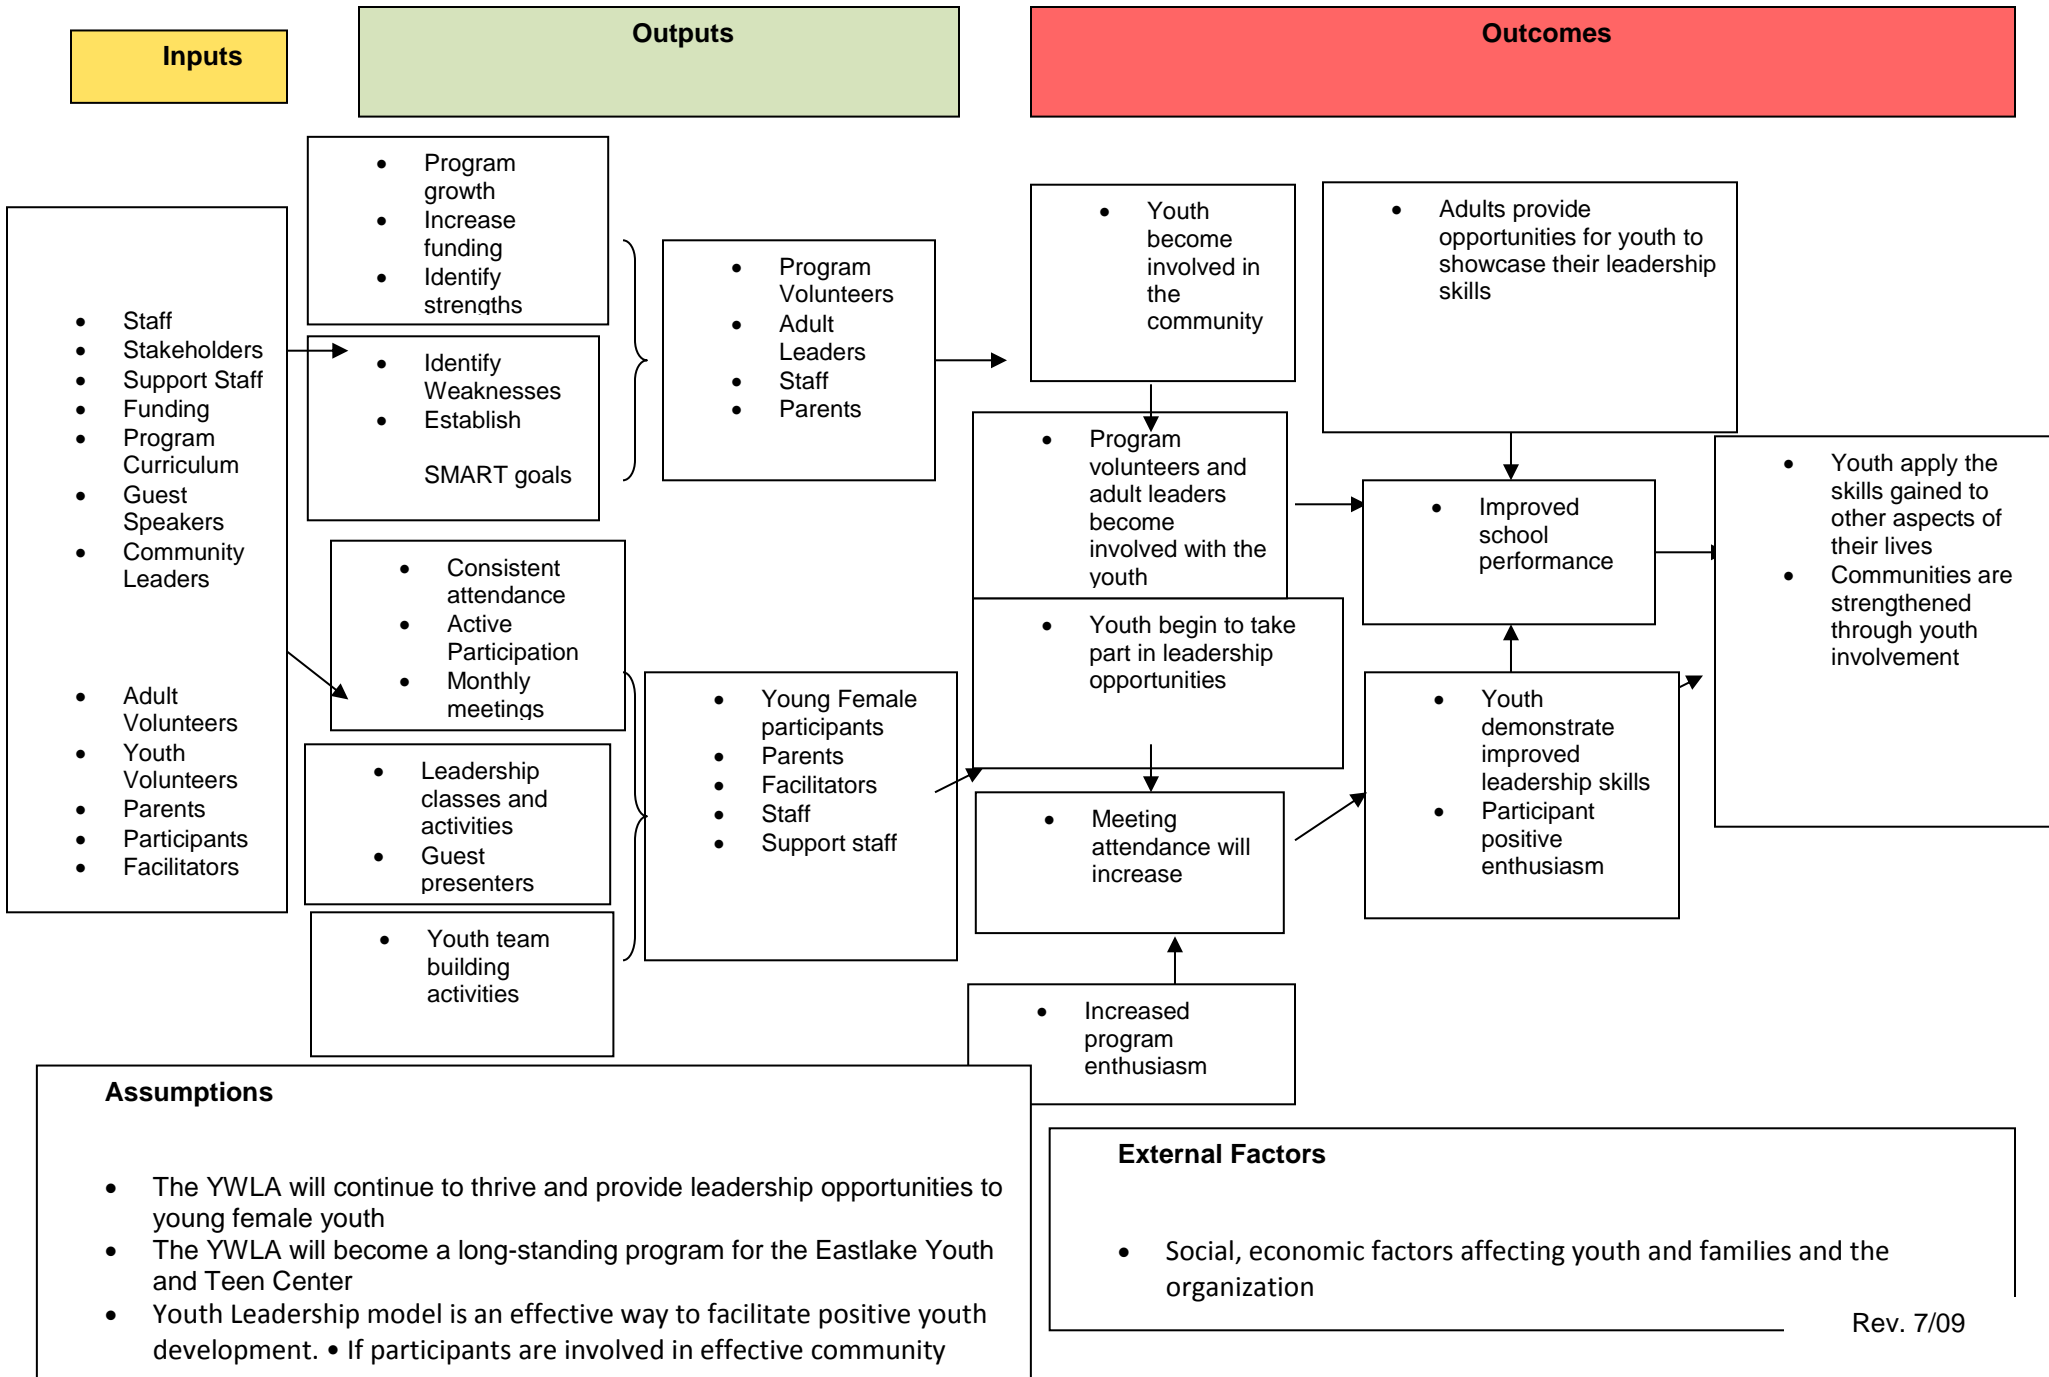 Inputs
Outputs
Outcomes
• Staff
• Stakeholders
• Support Staff
• Funding
• Program
Curriculum
• Guest
Speakers
• Community
Leaders
• Adult
Volunteers
• Youth
Volunteers
• Parents
• Participants
• Facilitators
• Program
growth
• Increase
funding
• Identify
strengths
• Identify
Weaknesses
• Establish
SMART goals
• Consistent
attendance
• Active
Participation
• Monthly
meetings
• Leadership
classes and
activities
• Guest
presenters
• Youth team
building
activities
• Program
Volunteers
• Adult
Leaders
• Staff
• Parents
• Young Female
participants
• Parents
• Facilitators
• Staff
• Support staff
• Youth
become
involved in
the
community
• Program
volunteers and
adult leaders
become
involved with the
youth
• Youth begin to take
part in leadership
opportunities
• Meeting
attendance will
increase
• Increased
program
enthusiasm
• Adults provide
opportunities for youth to
showcase their leadership
skills
• Improved
school
performance
• Youth
demonstrate
improved
leadership skills
• Participant
positive
enthusiasm
• Youth apply the
skills gained to
other aspects of
their lives
• Communities are
strengthened
through youth
involvement
Assumptions
• The YWLA will continue to thrive and provide leadership opportunities to
young female youth
• The YWLA will become a long-standing program for the Eastlake Youth
and Teen Center
• Youth Leadership model is an effective way to facilitate positive youth
development. • If participants are involved in effective community
External Factors
• Social, economic factors affecting youth and families and the
organization
Rev. 7/09